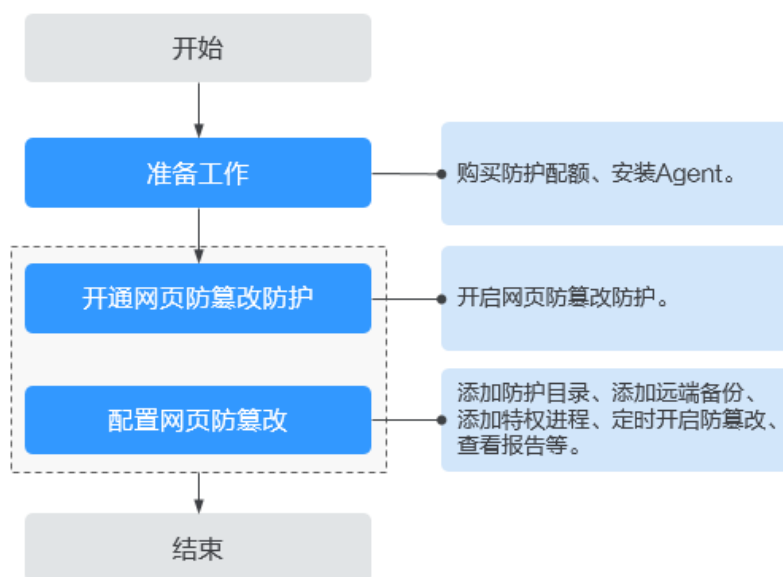 开始
准备工作
购买防护配额、安装Agent。
开通网页防篡改防护
开启网页防篡改防护。
配置网页防篡改
添加防护目录、添加远端备份、
添加特权进程、定时开启防篡改、
查看报告等。
结束